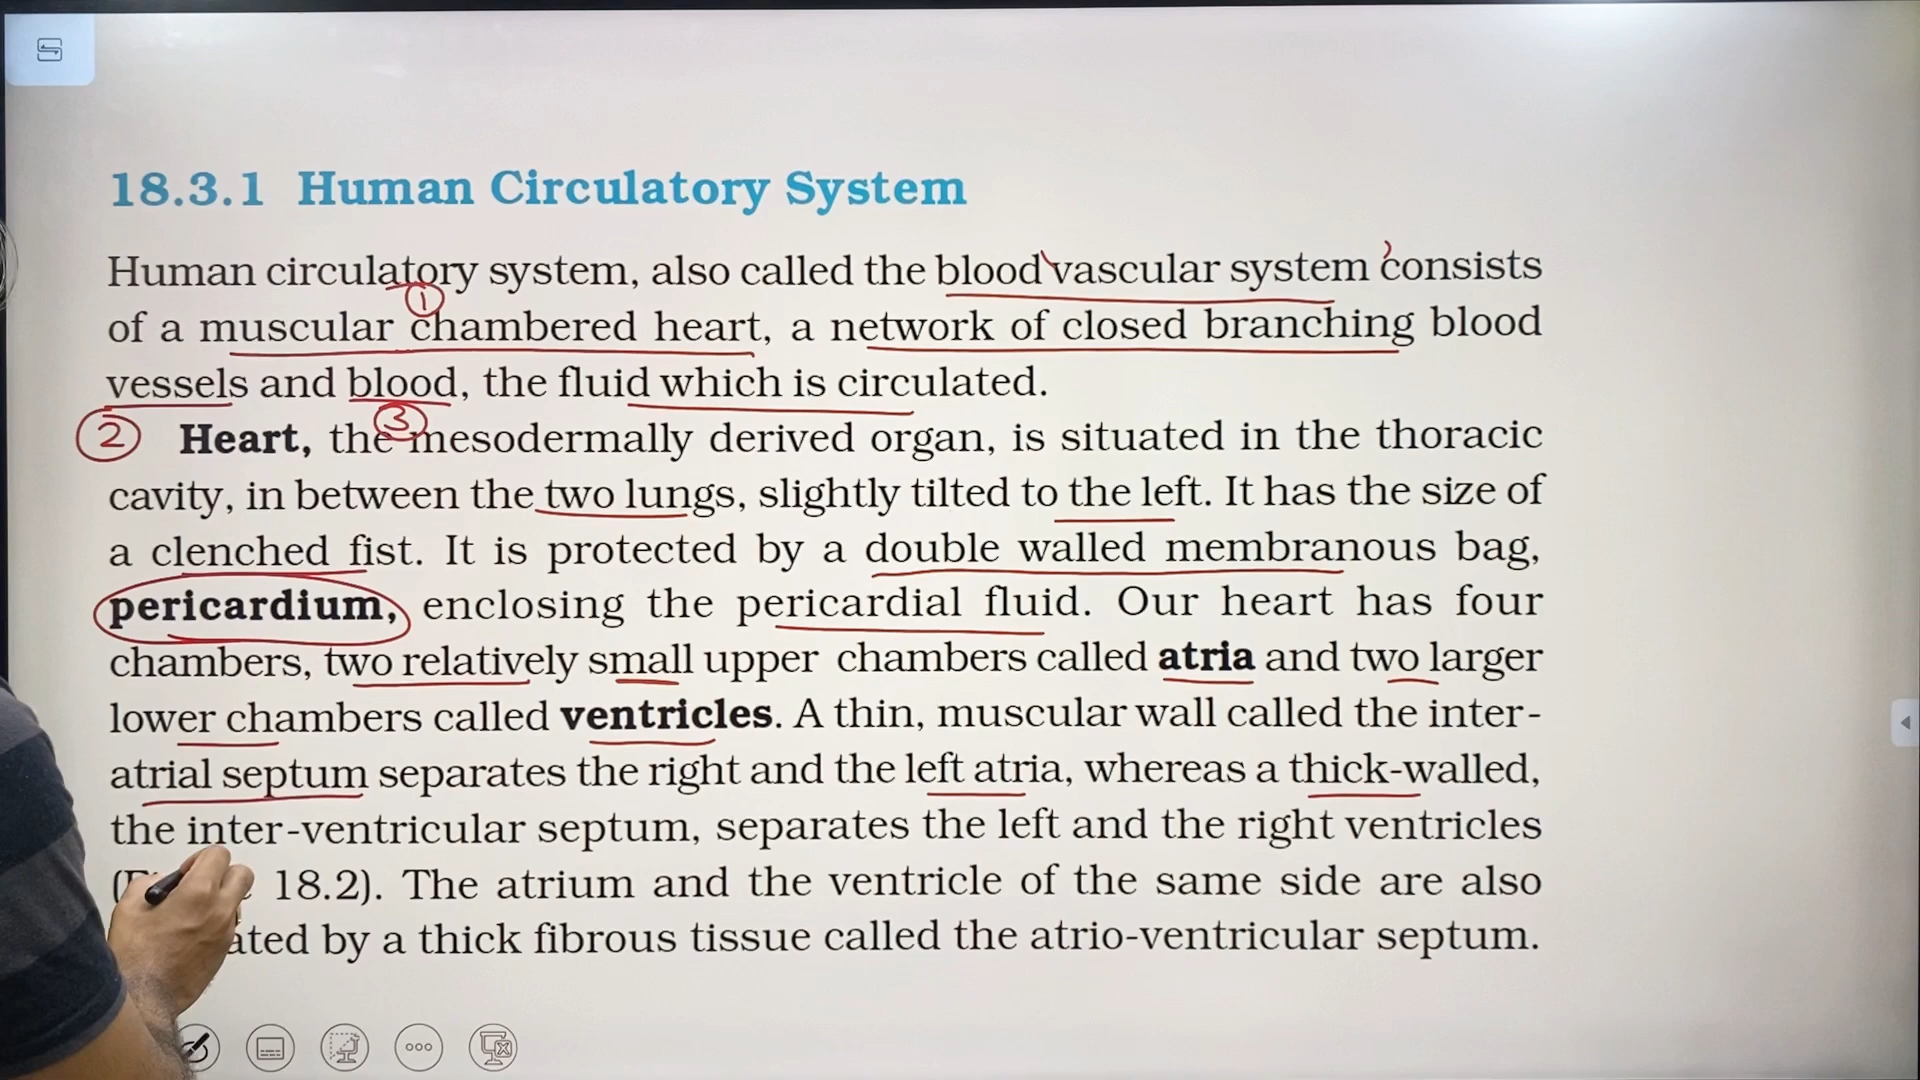 18.3.1 Human Circulatory System
Human circulatory system, also called the blood vascular system consists
①
of a muscular chambered heart, a network of closed branching blood
vessels and blood, the fluid which is circulated.
③
② Heart, the mesodermally derived organ, is situated in the thoracic
cavity, in between the two lungs, slightly tilted to the left. It has the size of
a clenched fist. It is protected by a double walled membranous bag,
pericardium, enclosing the pericardial fluid. Our heart has four
chambers, two relatively small upper chambers called atria and two larger
lower chambers called ventricles. A thin, muscular wall called the inter-
atrial septum separates the right and the left atria, whereas a thick-walled,
the inter-ventricular septum, separates the left and the right ventricles
18.2). The atrium and the ventricle of the same side are also
by a thick fibrous tissue called the atrio-ventricular septum.